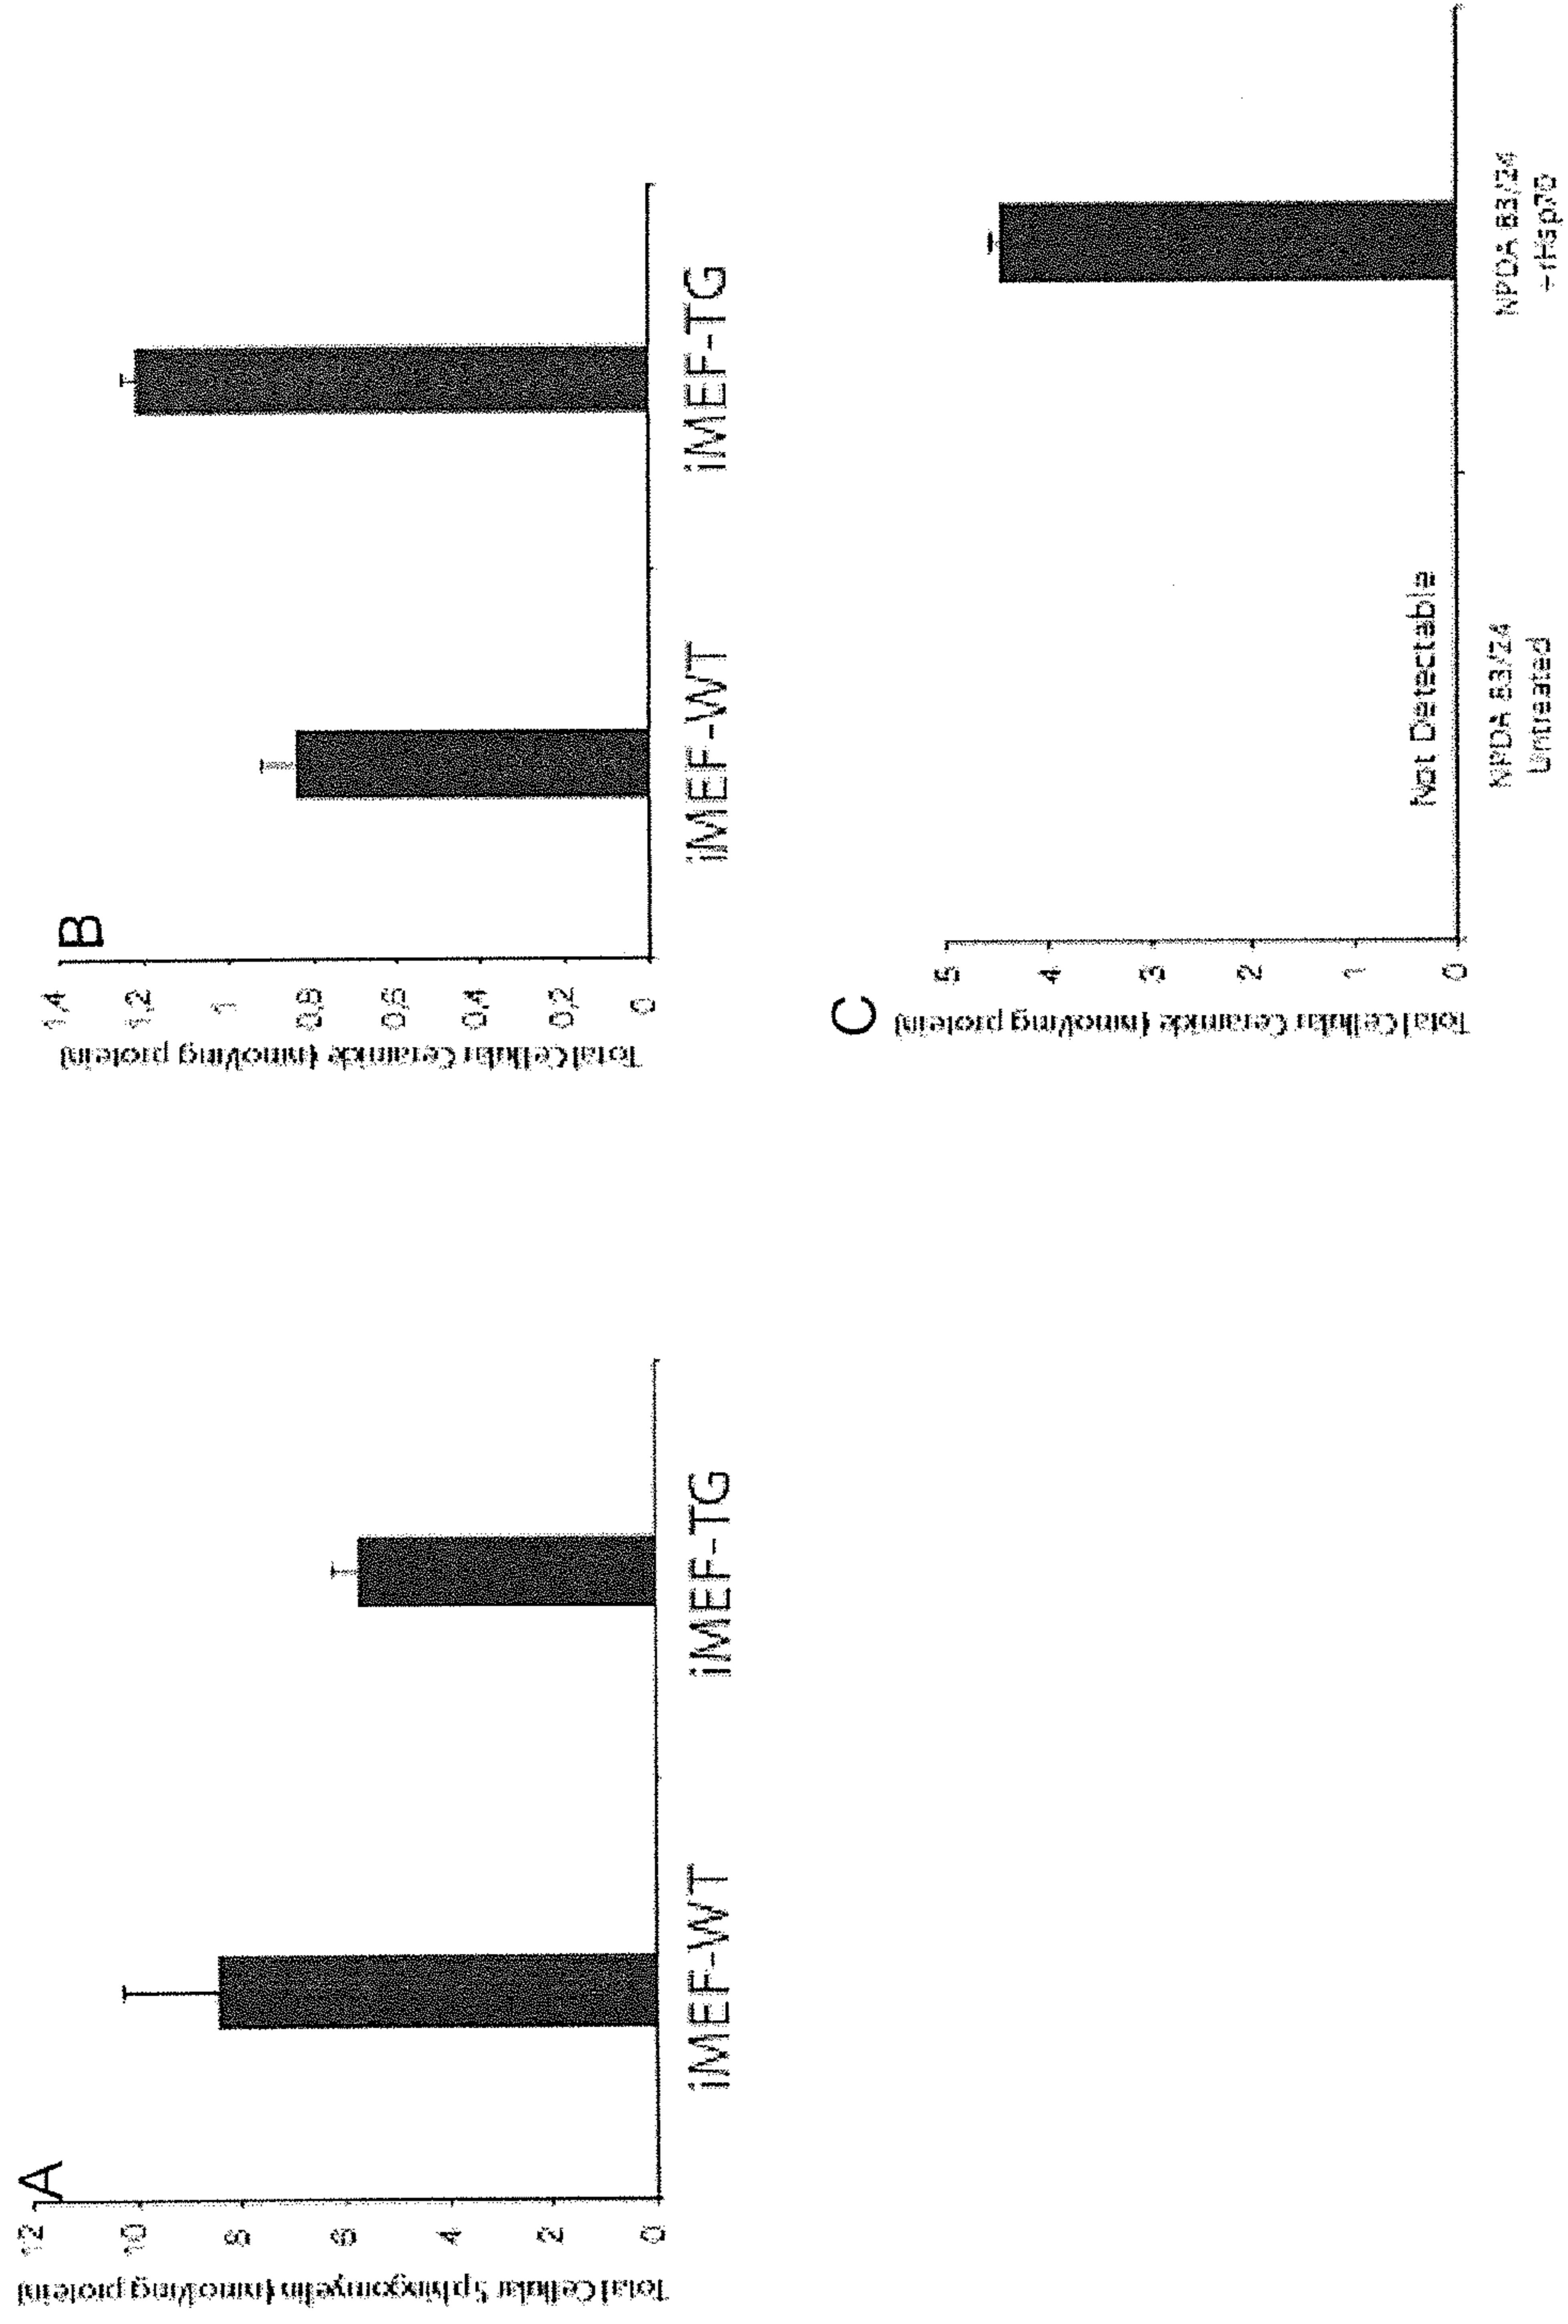 A
Total Cellular Sphingomyelin (nmol/mg protein)
12
10
8
6
4
2
0
iMEF-WT
iMEF-TG
B
Total Cellular Ceramide (nmol/mg protein)
1,4
1,2
1
0,8
0,6
0,4
0,2
0
iMEF-WT
iMEF-TG
C
Total Cellular Ceramide (nmol/mg protein)
5
4
3
2
1
0
Not Detectable
NPDA 83/24
Untreated
NPDA 83/24
+rHsp70